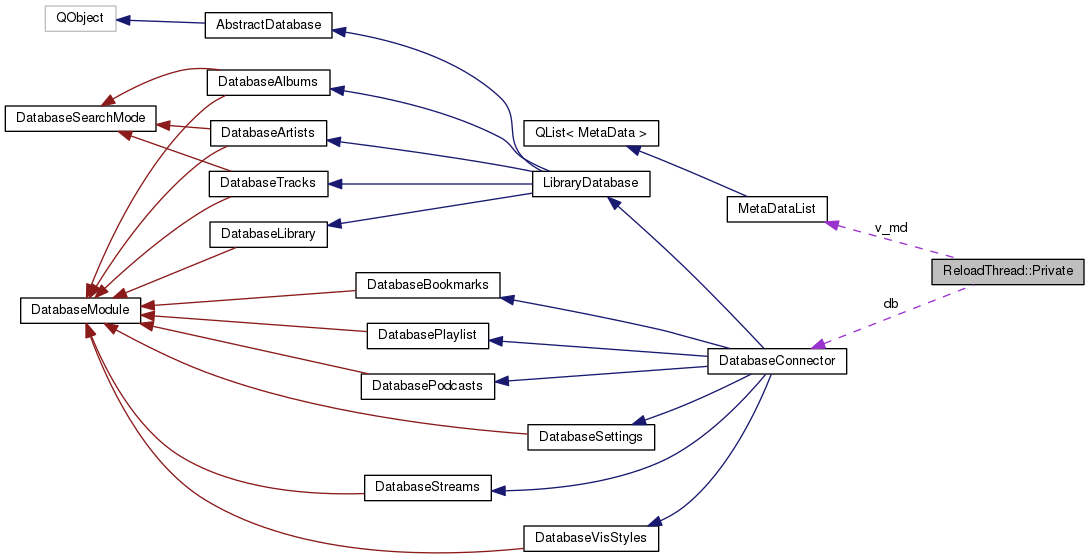 QObject
AbstractDatabase
DatabaseAlbums
DatabaseSearchMode
DatabaseArtists
QList< MetaData >
DatabaseTracks
LibraryDatabase
MetaDataList
v_md
DatabaseLibrary
ReloadThread::Private
DatabaseBookmarks
db
DatabaseModule
DatabasePlaylist
DatabaseConnector
DatabasePodcasts
DatabaseSettings
DatabaseStreams
DatabaseVisStyles